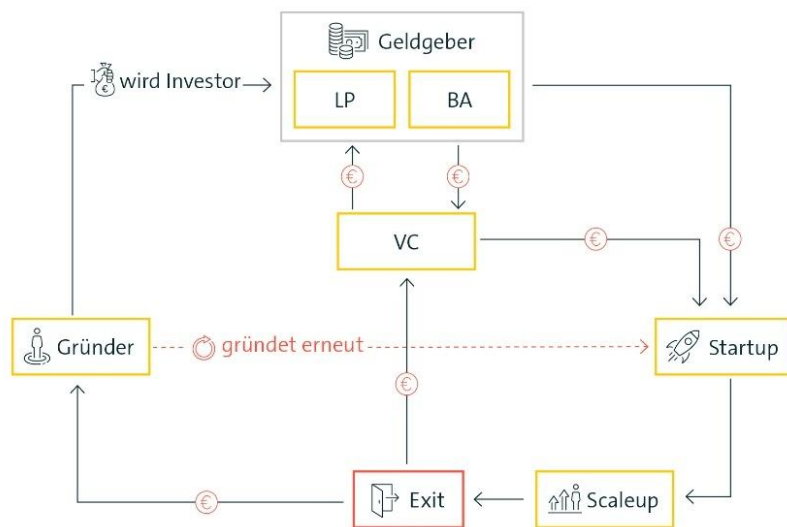 Geldgeber
€ wird Investor
LP
BA
€
€
VC
€
€
Gründer
gründet erneut
Startup
€
Exit
Scaleup
€